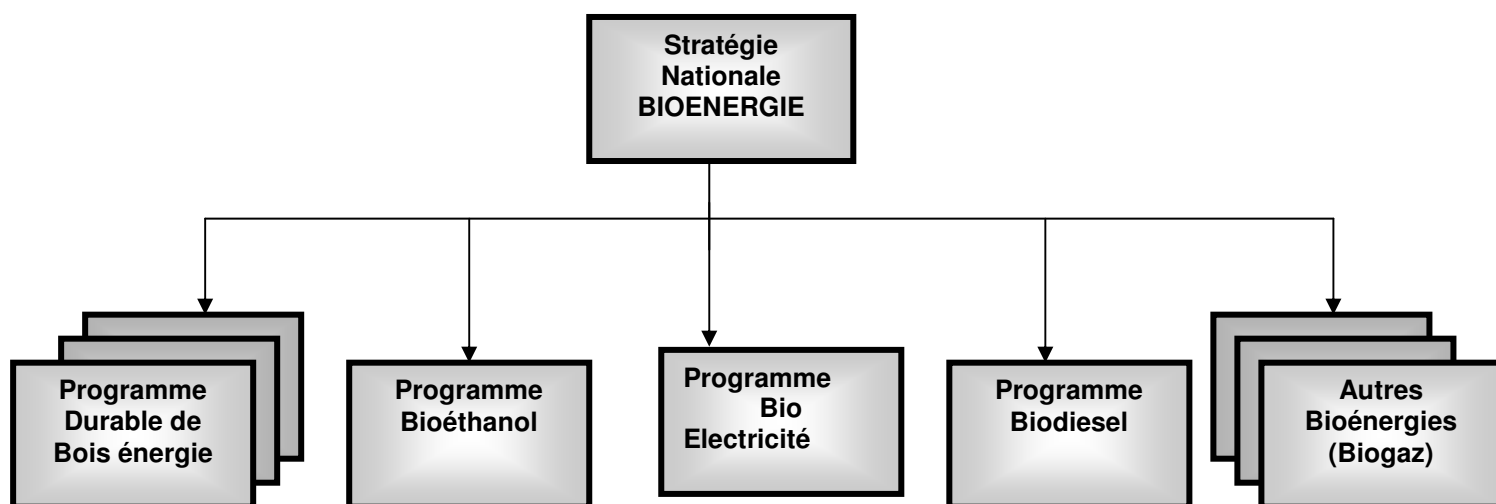 Stratégie
Nationale
BIOENERGIE
Programme
Durable de
Bois énergie
Programme
Bioéthanol
Programme
Bio
Electricité
Programme
Biodiesel
Autres
Bioénergies
(Biogaz)